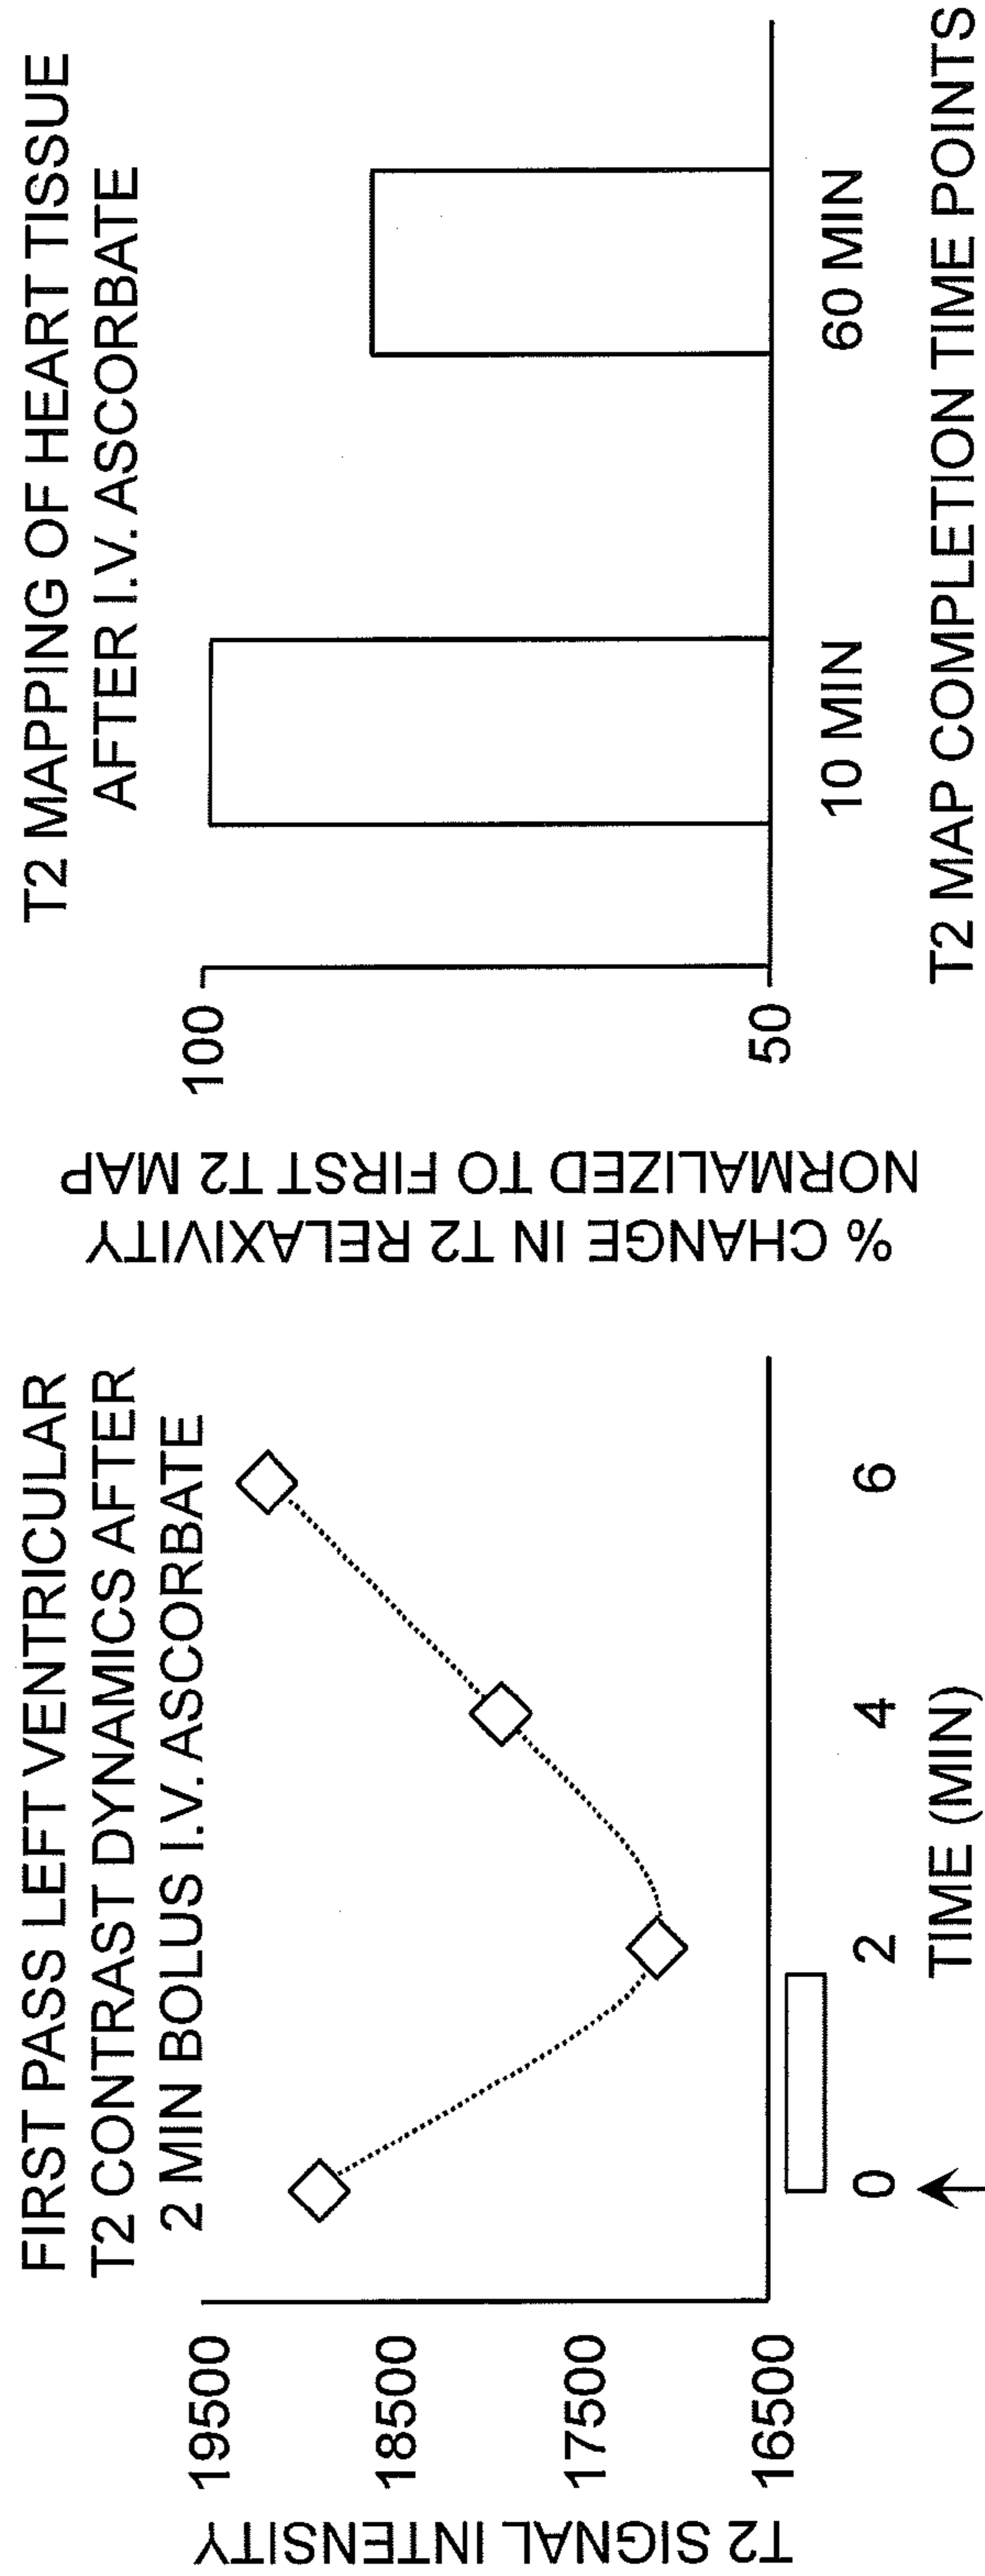 FIRST PASS LEFT VENTRICULAR
T2 CONTRAST DYNAMICS AFTER
2 MIN BOLUS I.V. ASCORBATE
T2 SIGNAL INTENSITY
19500
18500
17500
16500
0 2 4 6
TIME (MIN)
T2 MAPPING OF HEART TISSUE
AFTER I.V. ASCORBATE
% CHANGE IN T2 RELAXIVITY
NORMALIZED TO FIRST T2 MAP
100
50
10 MIN 60 MIN
T2 MAP COMPLETION TIME POINTS